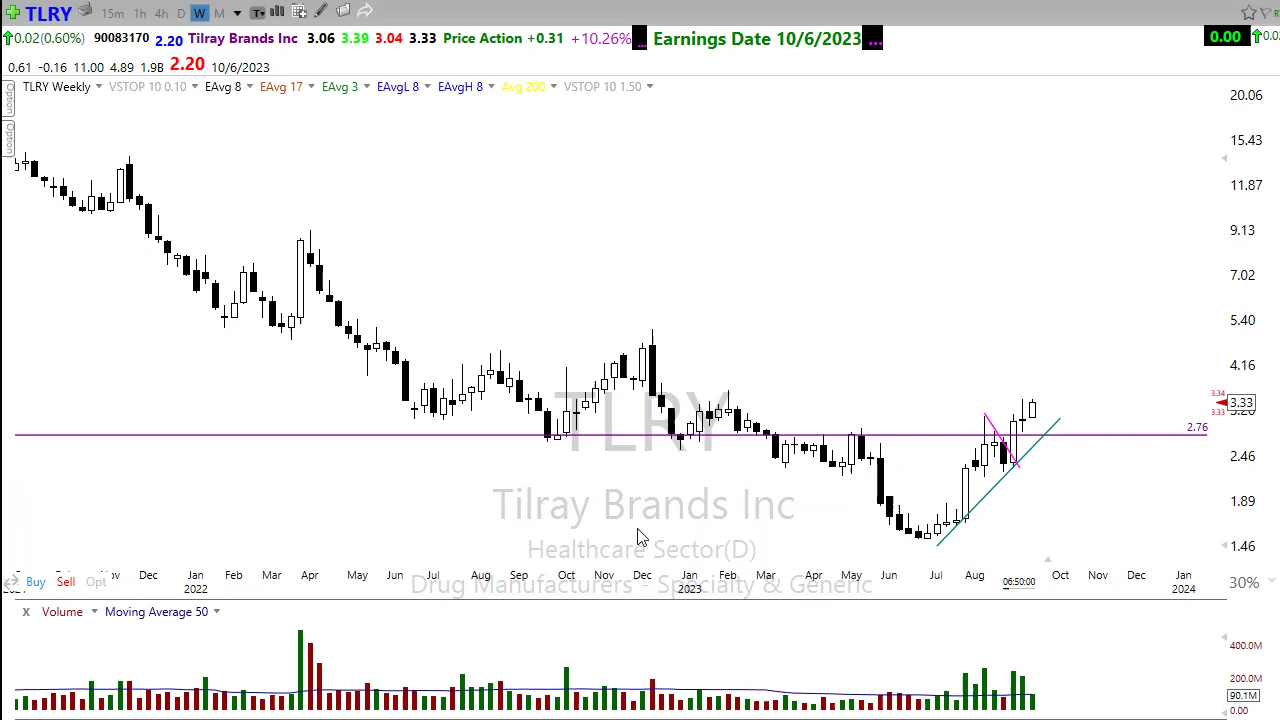 TLRY 15m 1h 4h D W M T
0.02(0.60%) 90083170 2.20 Tilray Brands Inc 3.06 3.39 3.04 3.33 Price Action +0.31 +10.26% ... Earnings Date 10/6/2023 ... 0.00
0.61 -0.16 11.00 4.89 1.9B 2.20 10/6/2023
TLRY Weekly VSTOP 10 0.10 EAvg 8 EAvg 17 EAvg 3 EAvgL 8 EAvgH 8 Avg 200 VSTOP 10 1.50
Option
Option
20.06
15.43
11.87
9.13
7.02
5.40
4.16
3.34
3.33
3.33
2.76
2.46
1.89
1.46
TLRY
Tilray Brands Inc
Healthcare Sector(D)
Drug Manufacturers - Specialty & Generic
Buy Sell Opt
Nov Dec Jan Feb Mar Apr May Jun Jul Aug Sep Oct Nov Dec Jan Feb Mar Apr May Jun Jul Aug 06:50:00 Oct Nov Dec Jan
2022 2023 2024
30%
X Volume Moving Average 50
400.0M
200.0M
90.1M
0.00